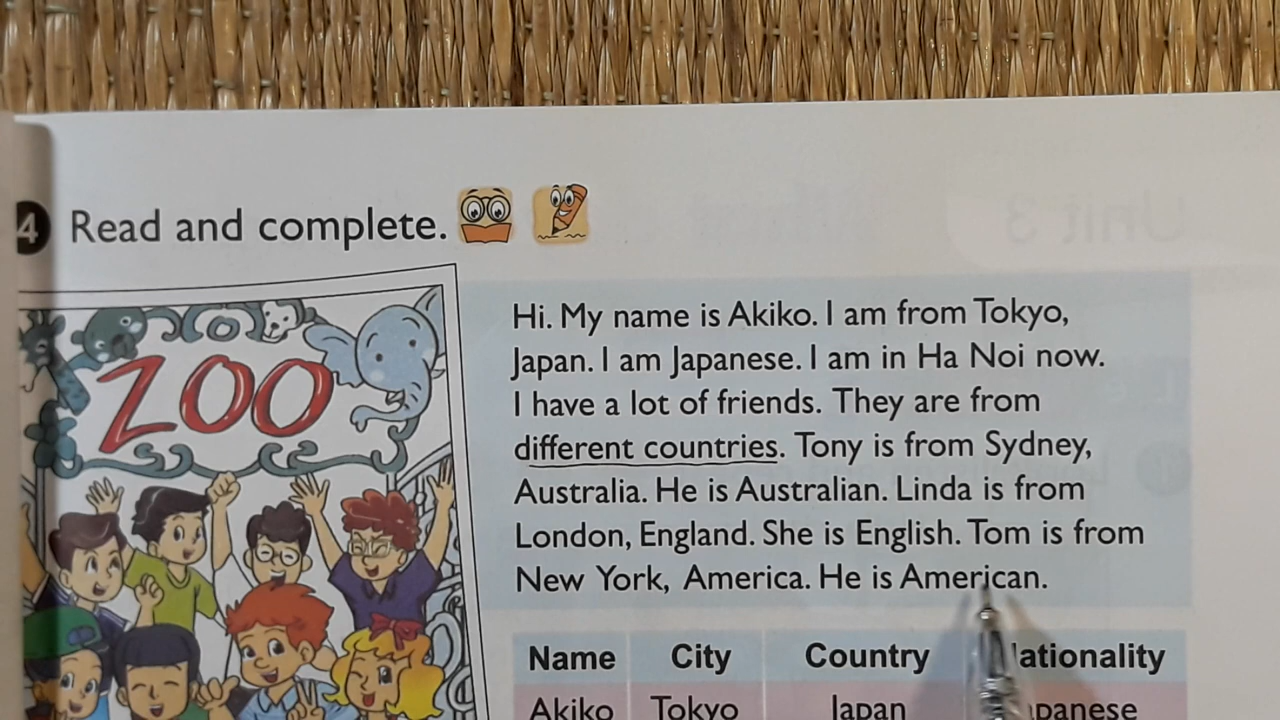 4 Read and complete.
ZOO
Hi. My name is Akiko. I am from Tokyo,
Japan. I am Japanese. I am in Ha Noi now.
I have a lot of friends. They are from
different countries. Tony is from Sydney,
Australia. He is Australian. Linda is from
London, England. She is English. Tom is from
New York, America. He is American.
Name City Country Nationality
Akiko Tokyo Japan Japanese